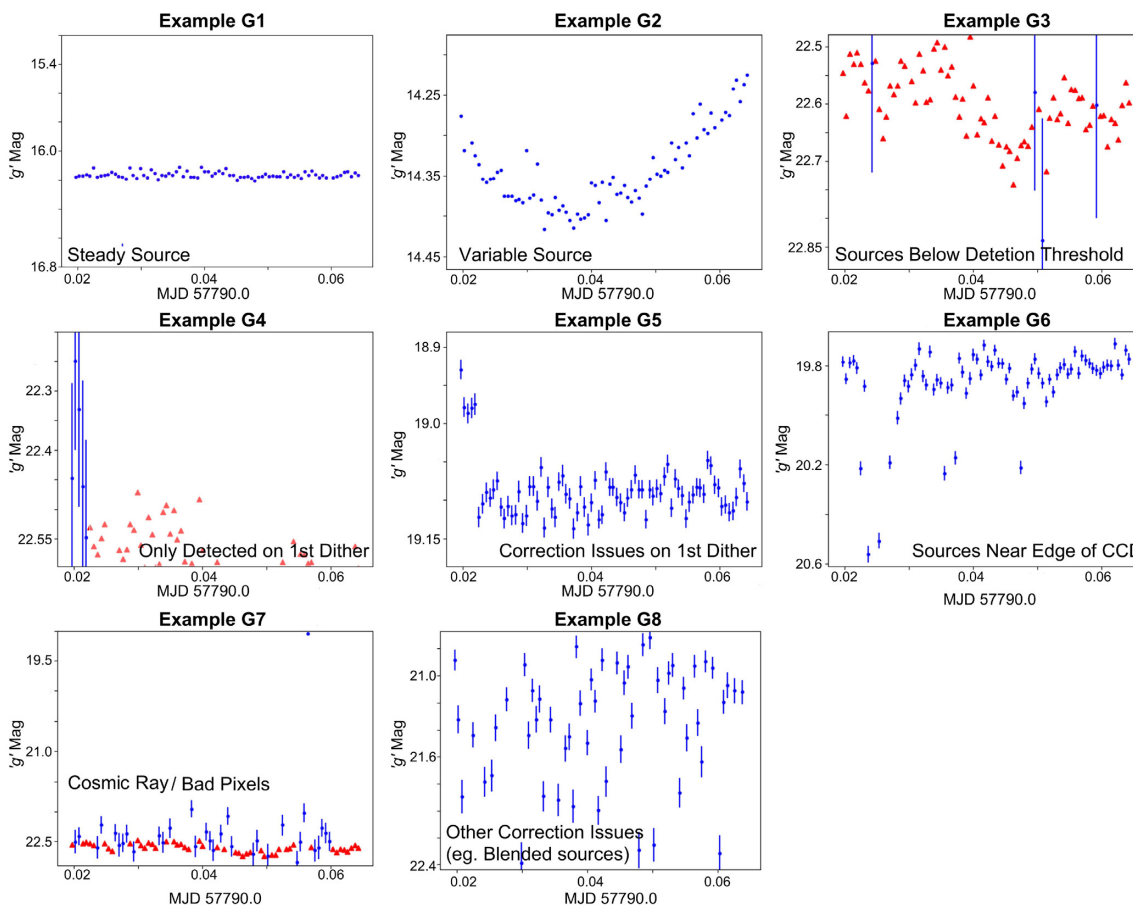 Example G1
Example G2
Example G3
15.4
16.0
16.8
'g' Mag
Steady Source
0.02
0.04
0.06
MJD 57790.0
14.25
14.35
14.45
'g' Mag
Variable Source
0.02
0.04
0.06
MJD 57790.0
22.5
22.6
22.7
22.85
'g' Mag
Sources Below Detetion Threshold
0.02
0.04
0.06
MJD 57790.0
Example G4
Example G5
Example G6
22.3
22.4
22.55
'g' Mag
Only Detected on 1st Dither
0.02
0.04
0.06
MJD 57790.0
18.9
19.0
19.15
'g' Mag
Correction Issues on 1st Dither
0.02
0.04
0.06
MJD 57790.0
19.8
20.2
20.6
'g' Mag
Sources Near Edge of CCD
0.02
0.04
0.06
MJD 57790.0
Example G7
Example G8
19.5
21.0
22.5
'g' Mag
Cosmic Ray / Bad Pixels
0.02
0.04
0.06
MJD 57790.0
21.0
21.6
22.4
'g' Mag
Other Correction Issues
(eg. Blended sources)
0.02
0.04
0.06
MJD 57790.0